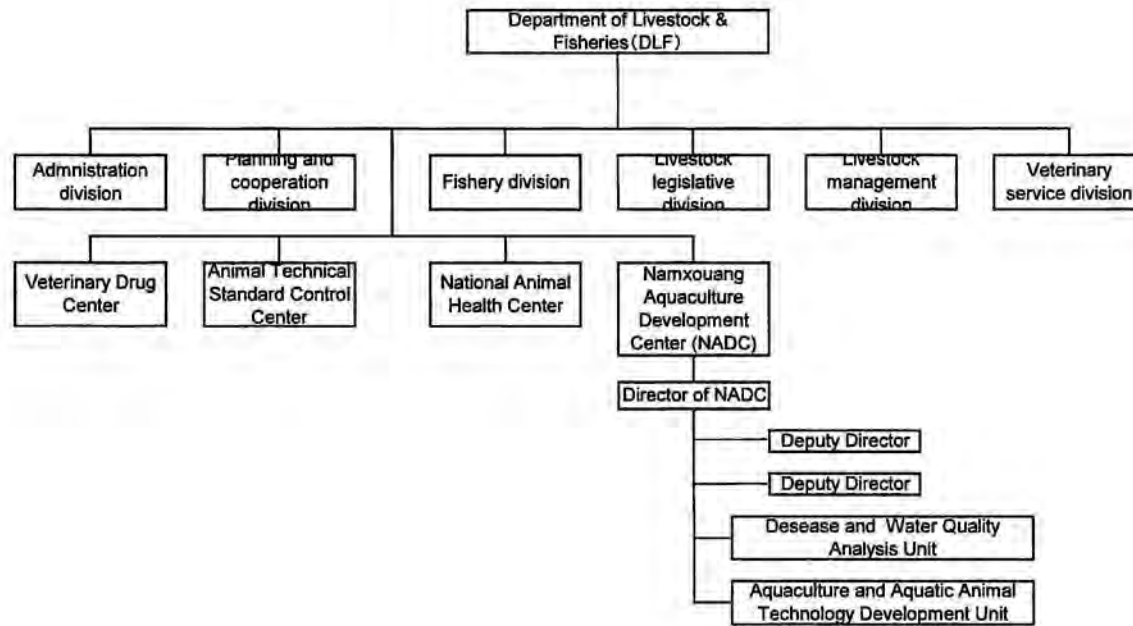 Department of Livestock &
Fisheries(DLF)
Admnistration
division
Planning and
cooperation
division
Fishery division
Livestock
legislative
division
Livestock
management
division
Veterinary
service division
Veterinary Drug
Center
Animal Technical
Standard Control
Center
National Animal
Health Center
Namxouang
Aquaculture
Development
Center (NADC)
Director of NADC
Deputy Director
Deputy Director
Desease and Water Quality
Analysis Unit
Aquaculture and Aquatic Animal
Technology Development Unit